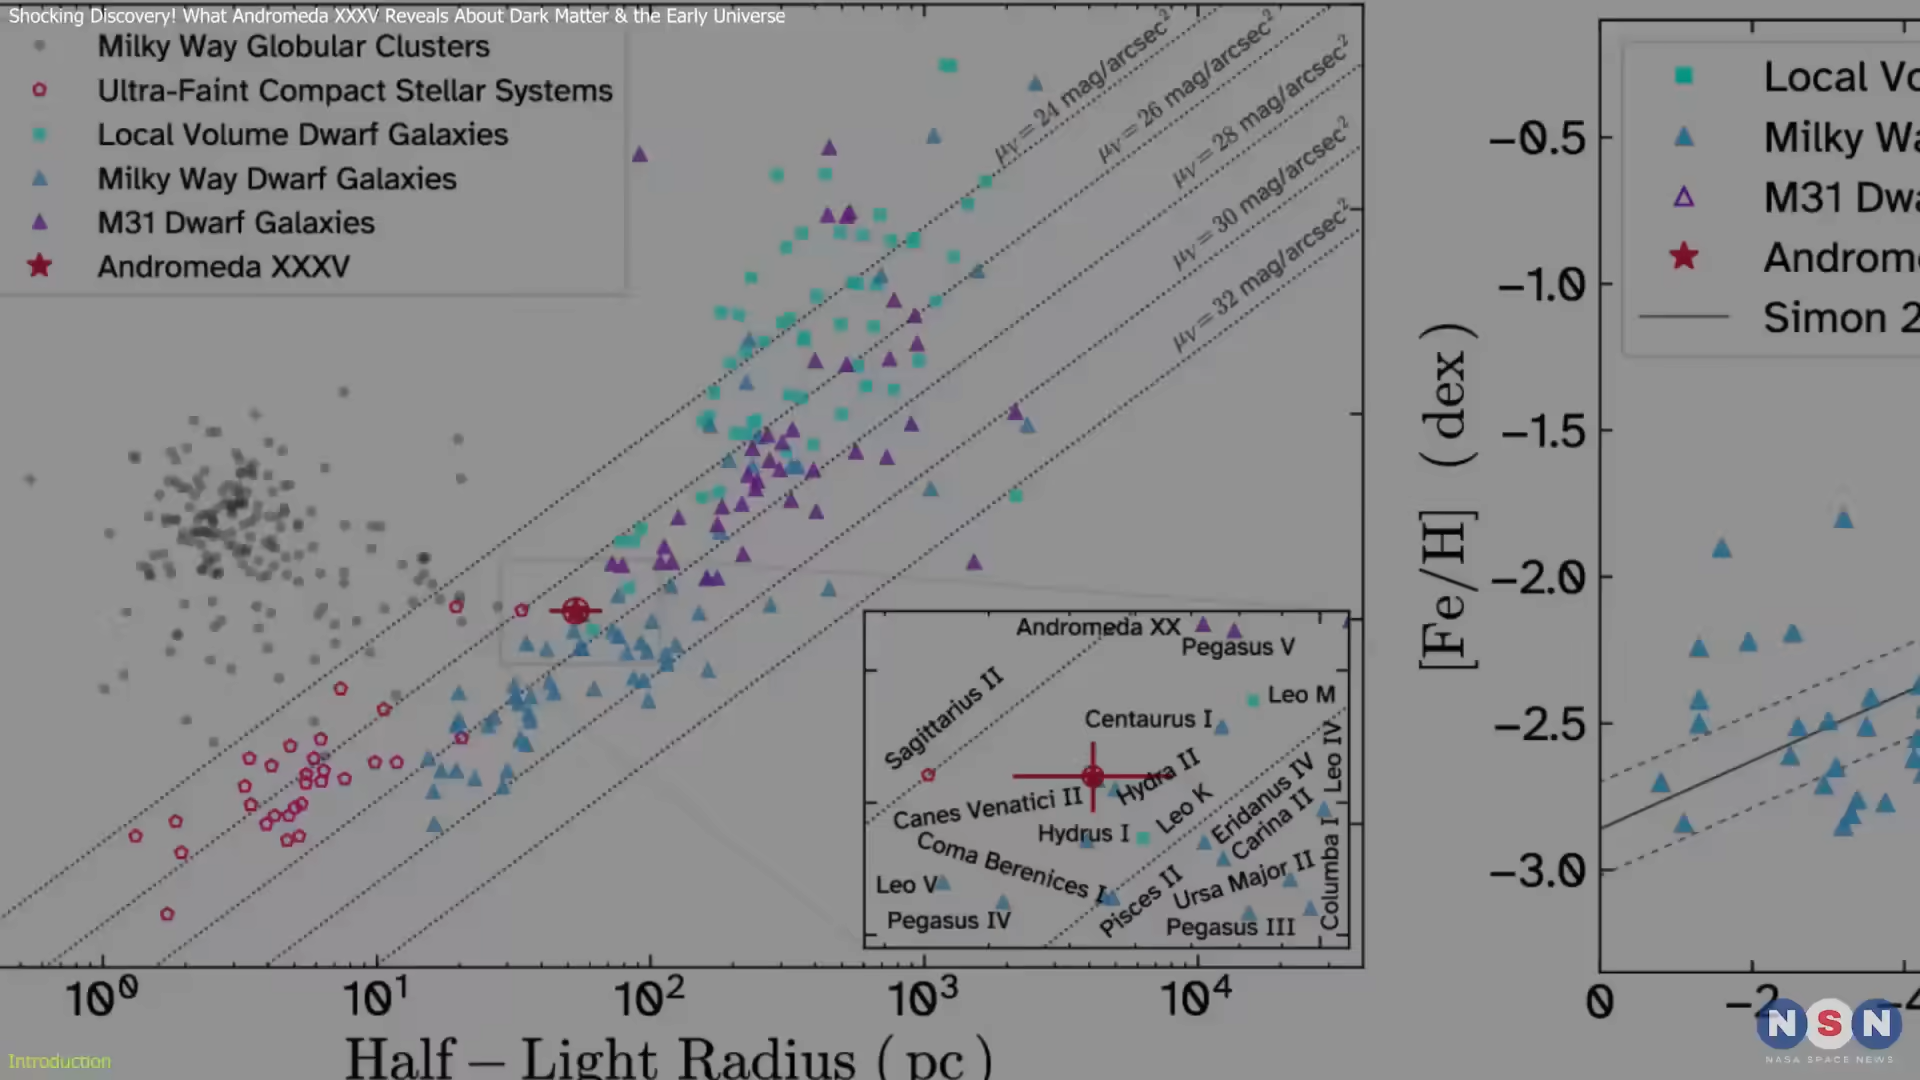 Shocking Discovery! What Andromeda XXXV Reveals About Dark Matter & the Early Universe
Milky Way Globular Clusters
Ultra-Faint Compact Stellar Systems
Local Volume Dwarf Galaxies
Milky Way Dwarf Galaxies
M31 Dwarf Galaxies
Andromeda XXXV
μV = 24 mag/arcsec²
μV = 26 mag/arcsec²
μV = 28 mag/arcsec²
μV = 30 mag/arcsec²
μV = 32 mag/arcsec²
Andromeda XX
Pegasus V
Sagittarius II
Leo M
Centaurus I
Leo IV
Hydra II
Canes Venatici II
Leo K
Eridanus IV
Carina II
Hydrus I
Coma Berenices I
Columba I
Leo V
Pisces II
Ursa Major II
Pegasus IV
Pegasus III
10⁰ 10¹ 10² 10³ 10⁴
Half – Light Radius (pc)
Local Vo
Milky Wa
M31 Dwa
Androm
Simon 2
[Fe/H] (dex)
−0.5
−1.0
−1.5
−2.0
−2.5
−3.0
0 −2 −4
NSN
NASA SPACE NEWS
Introduction